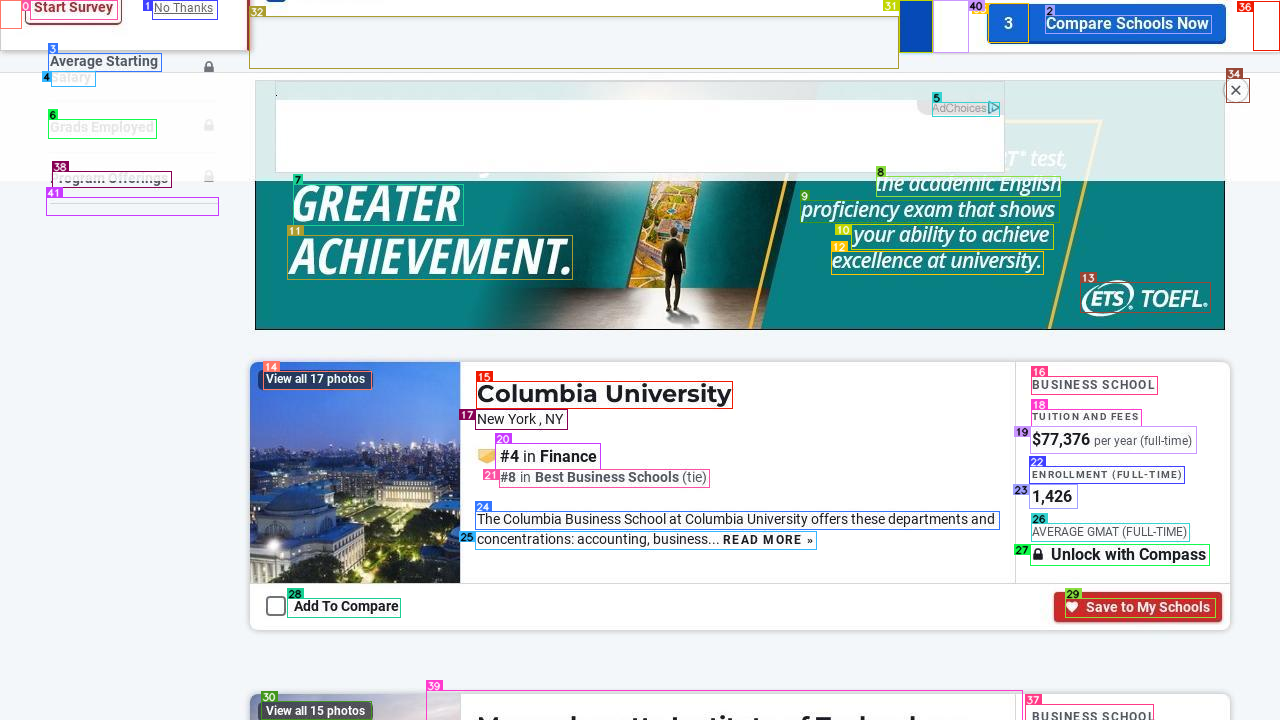 Start Survey
No Thanks
3
Compare Schools Now
Average Starting
Salary
Grads Employed
Program Offerings
AdChoices
test,
the academic English
proficiency exam that shows
your ability to achieve
excellence at university.
GREATER
ACHIEVEMENT.
ETS TOEFL®
View all 17 photos
Columbia University
New York , NY
#4 in Finance
#8 in Best Business Schools (tie)
The Columbia Business School at Columbia University offers these departments and
concentrations: accounting, business... READ MORE »
BUSINESS SCHOOL
TUITION AND FEES
$77,376 per year (full-time)
ENROLLMENT (FULL-TIME)
1,426
AVERAGE GMAT (FULL-TIME)
Unlock with Compass
Add To Compare
Save to My Schools
View all 15 photos
BUSINESS SCHOOL
0
1
2
3
4
5
6
7
8
9
10
11
12
13
14
15
16
17
18
19
20
21
22
23
24
25
26
27
28
29
30
31
32
34
36
37
38
39
40
41